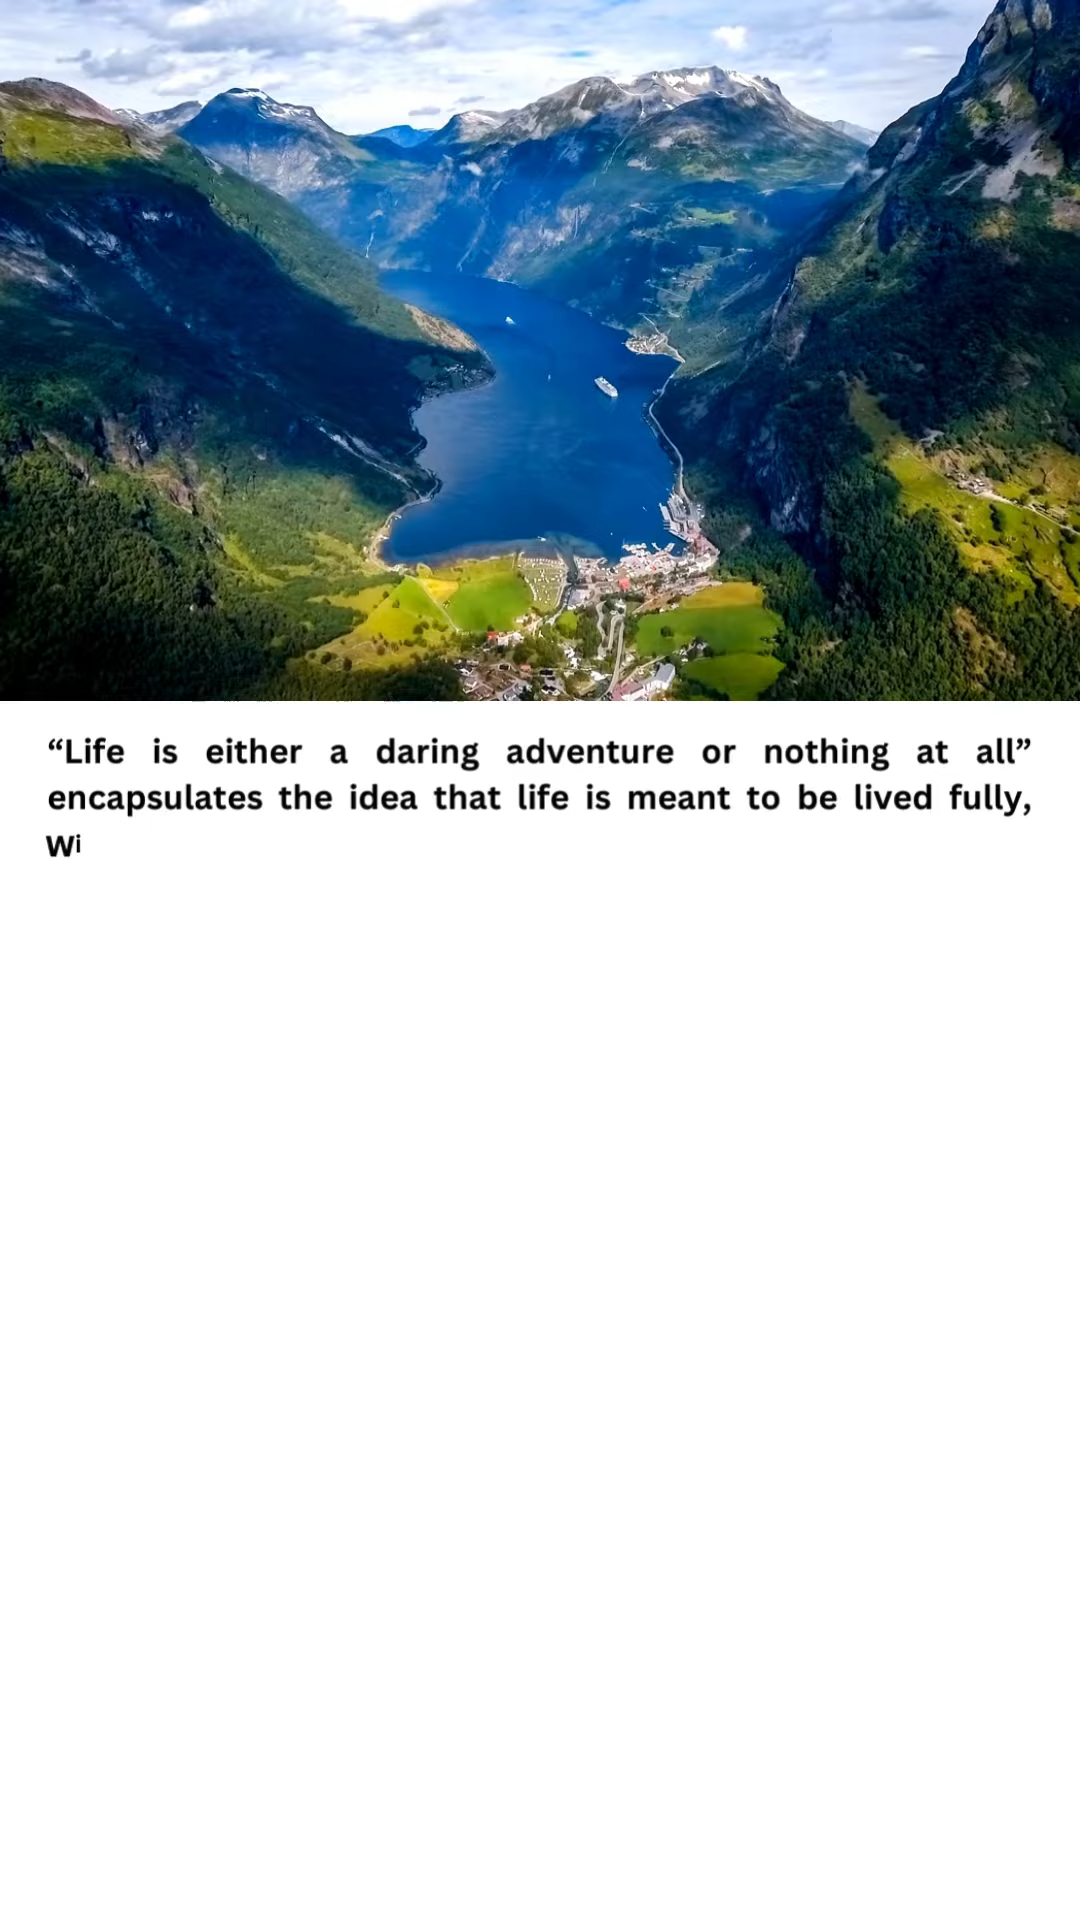 “Life is either a daring adventure or nothing at all”
encapsulates the idea that life is meant to be lived fully,
wi